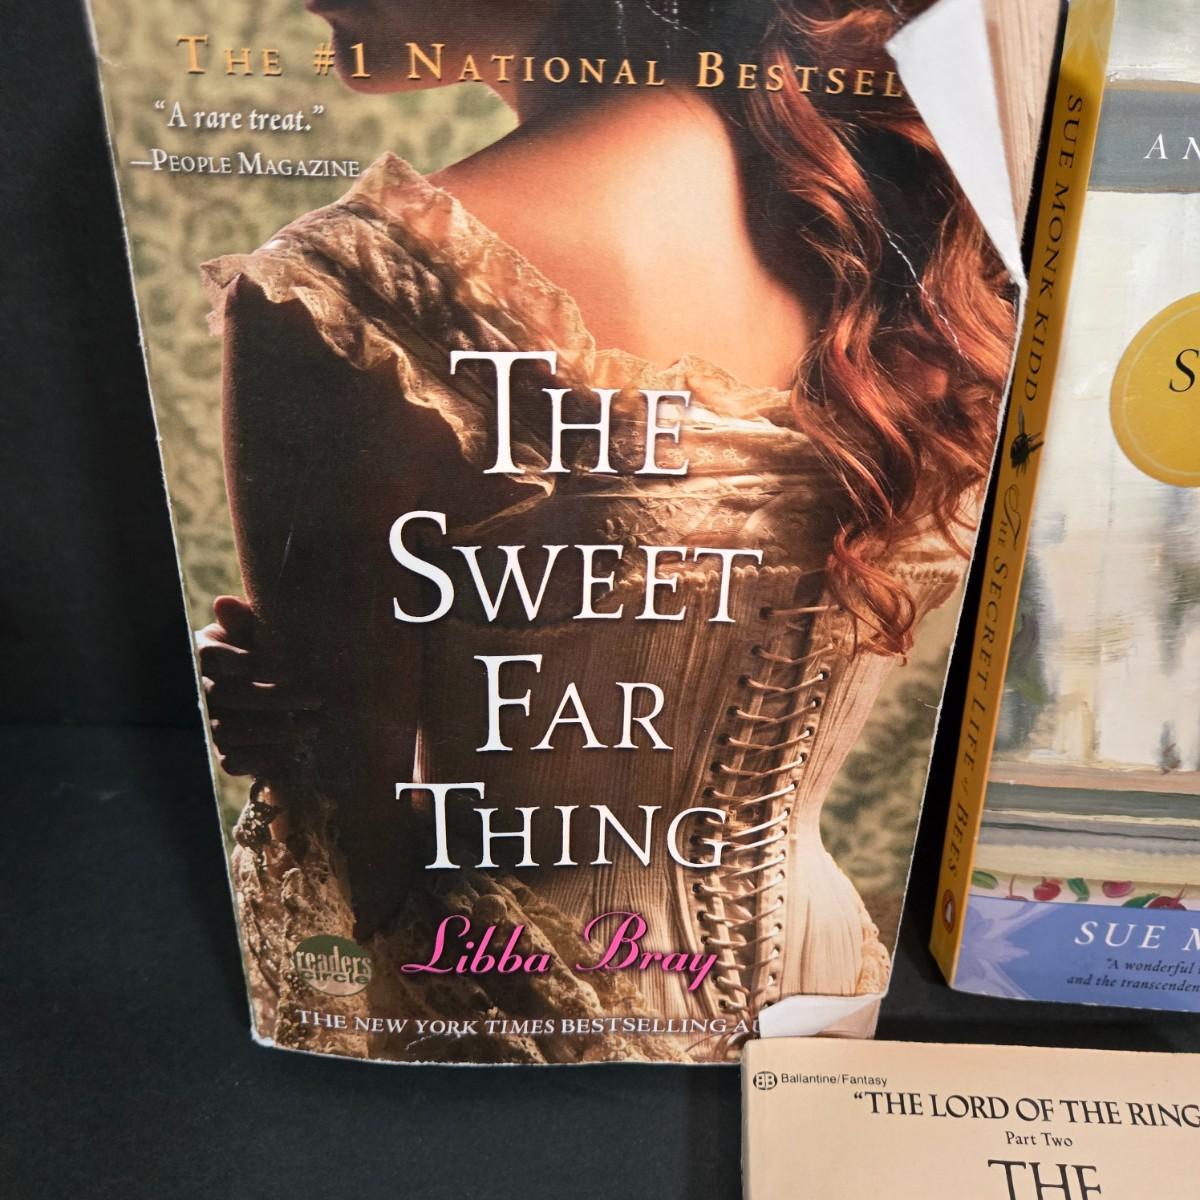 THE #1 NATIONAL BESTSEL
"A rare treat."
—PEOPLE MAGAZINE
THE
SWEET
FAR
THING
Libba Bray
readers
circle
THE NEW YORK TIMES BESTSELLING AU
SUE MONK KIDD THE SECRET LIFE of BEES
A N
S
SUE M
"A wonderful
and the transcenden
BB Ballantine/Fantasy
"THE LORD OF THE RING
Part Two
THE